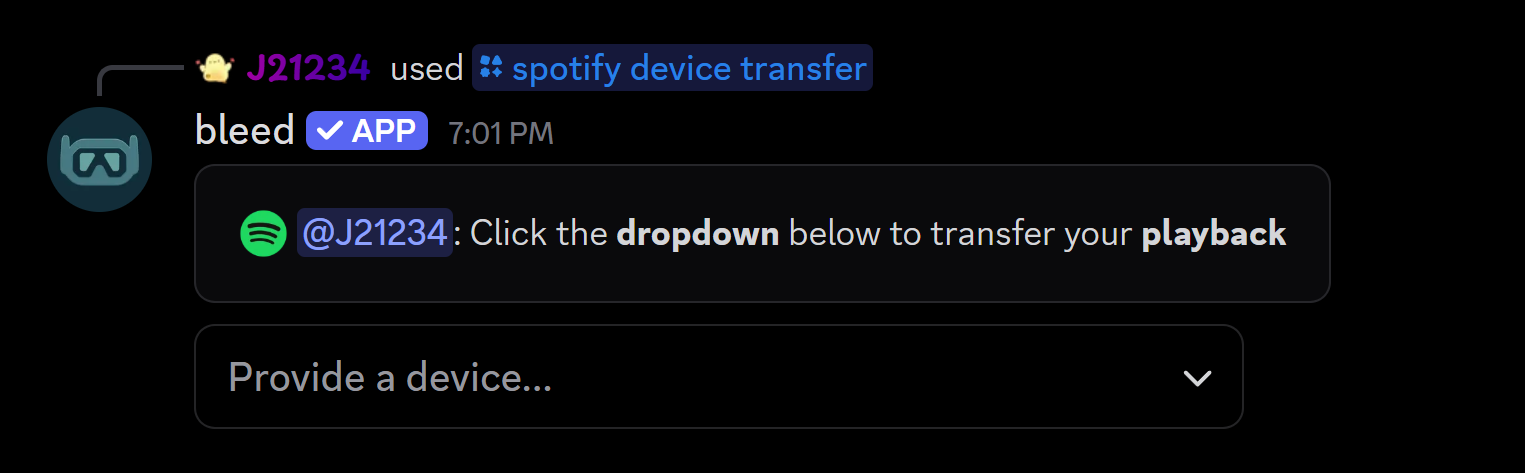 J21234 used spotify device transfer
bleed APP 7:01 PM
@J21234: Click the dropdown below to transfer your playback
Provide a device...